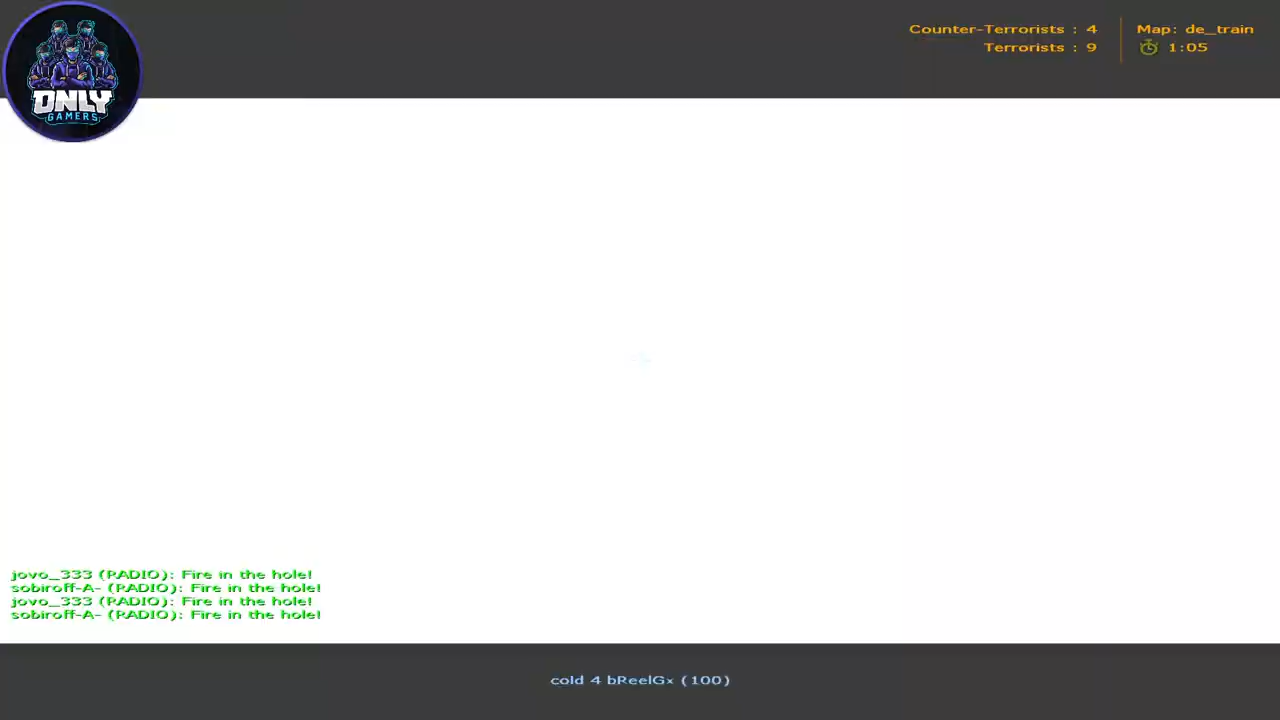 ONLY
GAMERS
Counter-Terrorists : 4
Terrorists : 9
Map: de_train
1:05
jovo_333 (RADIO): Fire in the hole!
sobiroff-A- (RADIO): Fire in the hole!
jovo_333 (RADIO): Fire in the hole!
sobiroff-A- (RADIO): Fire in the hole!
cold 4 bReelGx (100)